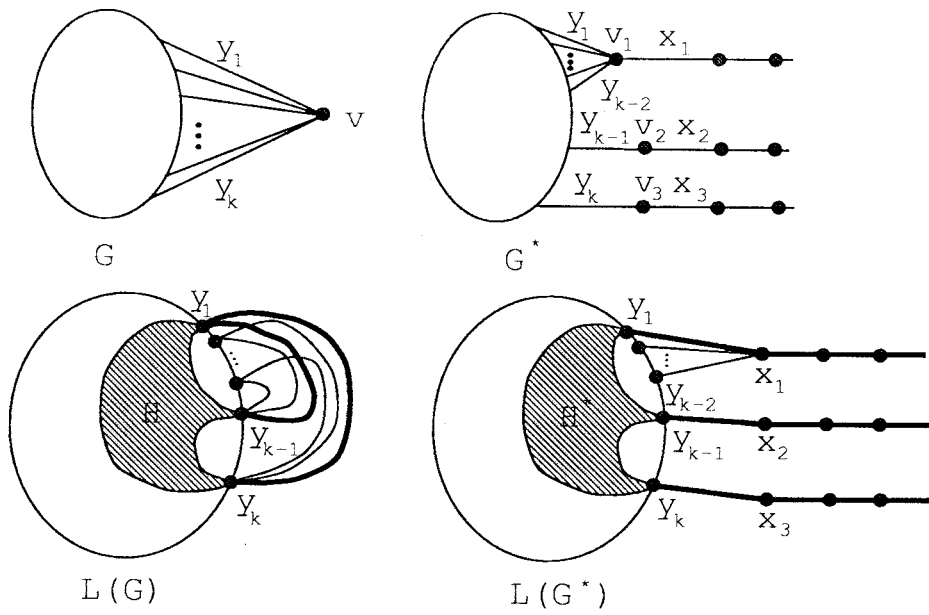 y₁
v
yₖ
G
y₁ v₁ x₁
yₖ₋₂
yₖ₋₁ v₂ x₂
yₖ v₃ x₃
G*
y₁
H
yₖ₋₁
yₖ
L(G)
y₁
x₁
yₖ₋₂
H*
yₖ₋₁ x₂
yₖ
x₃
L(G*)